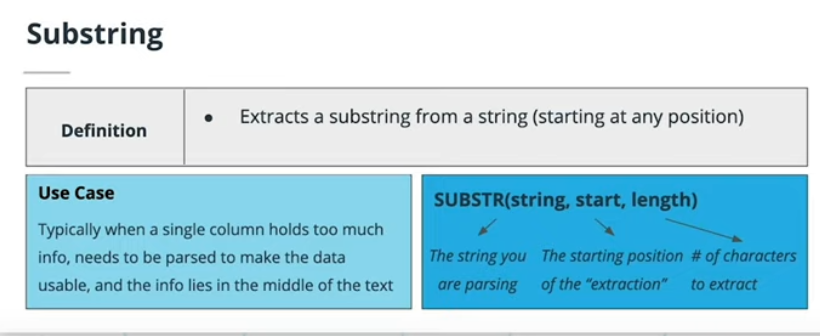 Substring
Definition
● Extracts a substring from a string (starting at any position)
Use Case
Typically when a single column holds too much
info, needs to be parsed to make the data
usable, and the info lies in the middle of the text
SUBSTR(string, start, length)
The string you
are parsing
The starting position
of the “extraction”
# of characters
to extract